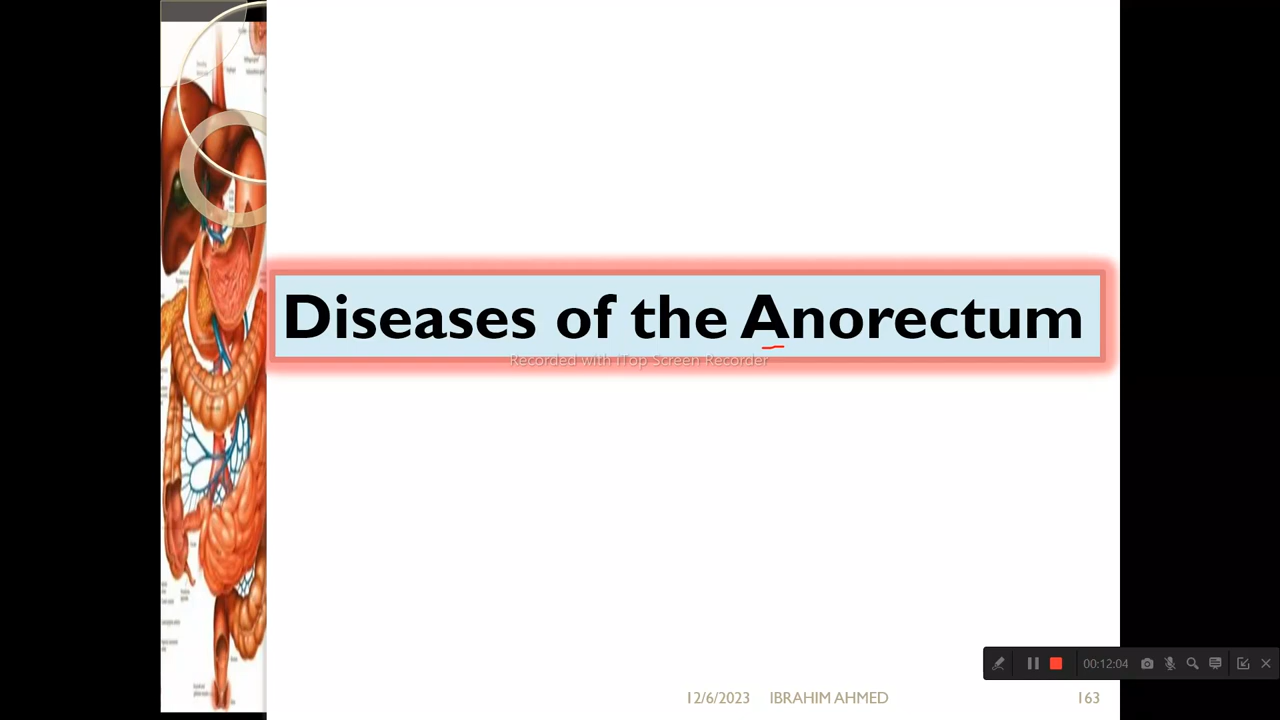 Diseases of the Anorectum
Recorded with iTop Screen Recorder
00:12:04
12/6/2023 IBRAHIM AHMED 163